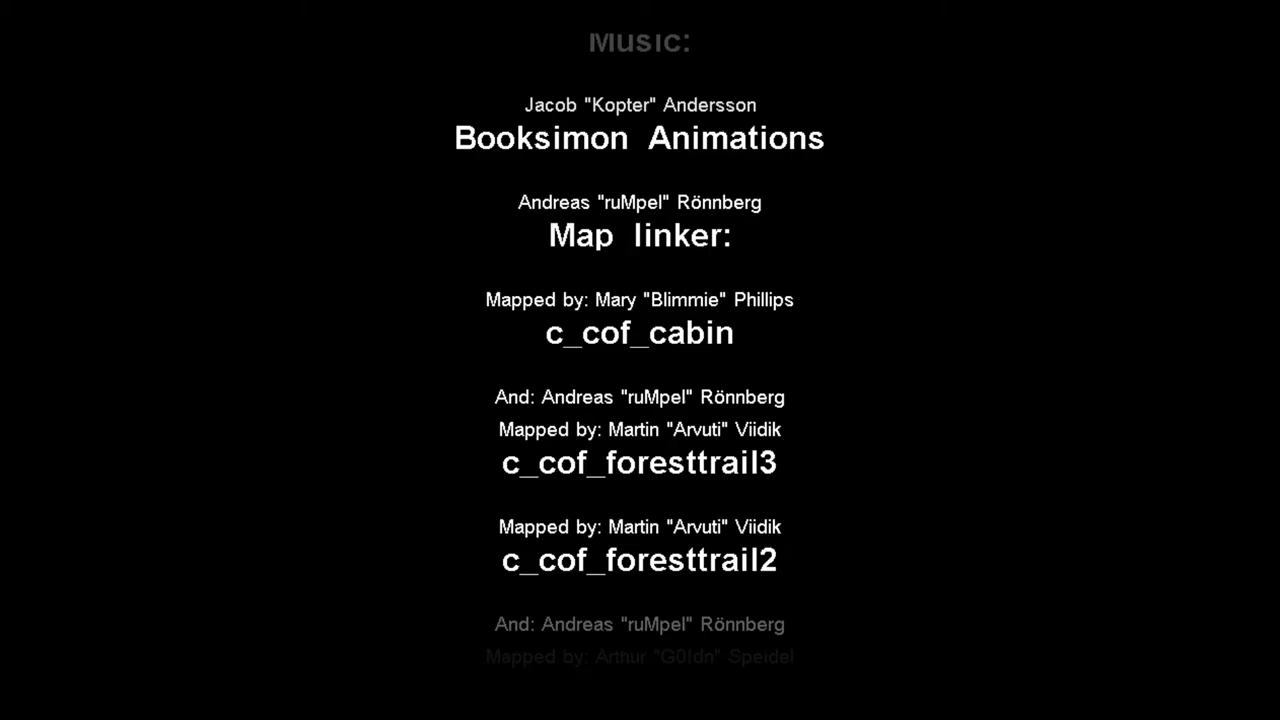 Music:
Jacob "Kopter" Andersson
Booksimon Animations
Andreas "ruMpel" Rönnberg
Map linker:
Mapped by: Mary "Blimmie" Phillips
c_cof_cabin
And: Andreas "ruMpel" Rönnberg
Mapped by: Martin "Arvuti" Viidik
c_cof_foresttrail3
Mapped by: Martin "Arvuti" Viidik
c_cof_foresttrail2
And: Andreas "ruMpel" Rönnberg
Mapped by: Arthur "G0ldn" Speidel